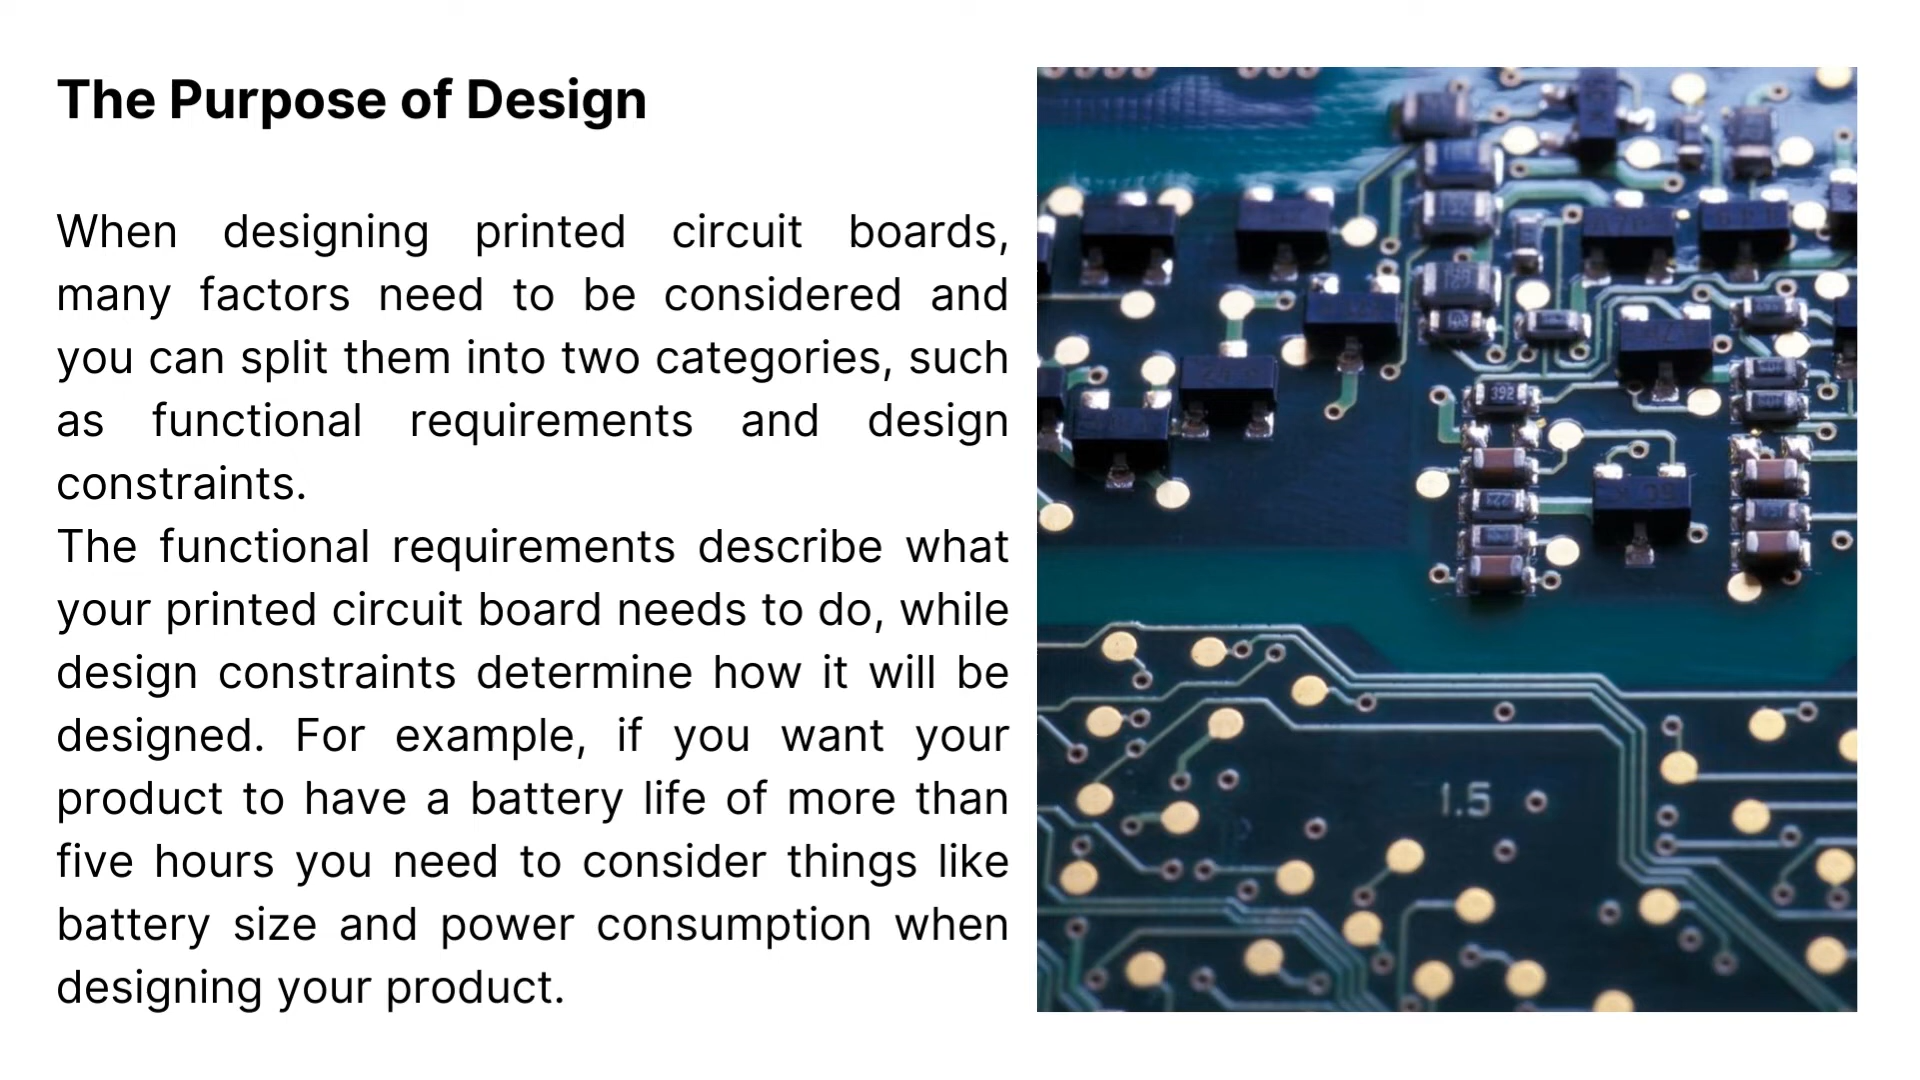 The Purpose of Design
When designing printed circuit boards,
many factors need to be considered and
you can split them into two categories, such
as functional requirements and design
constraints.
The functional requirements describe what
your printed circuit board needs to do, while
design constraints determine how it will be
designed. For example, if you want your
product to have a battery life of more than
five hours you need to consider things like
battery size and power consumption when
designing your product.
392
1.5